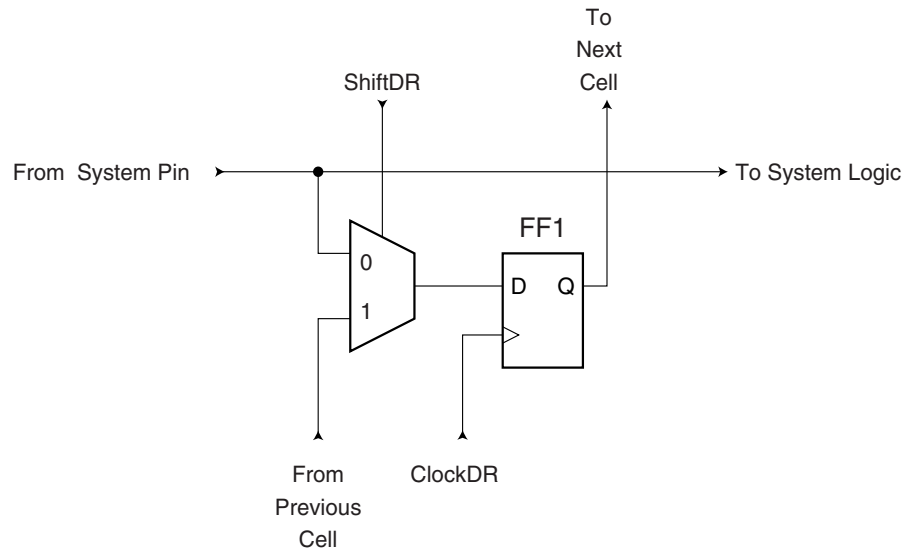 To
Next
Cell
ShiftDR
From System Pin
To System Logic
FF1
0
D Q
1
From
Previous
Cell
ClockDR